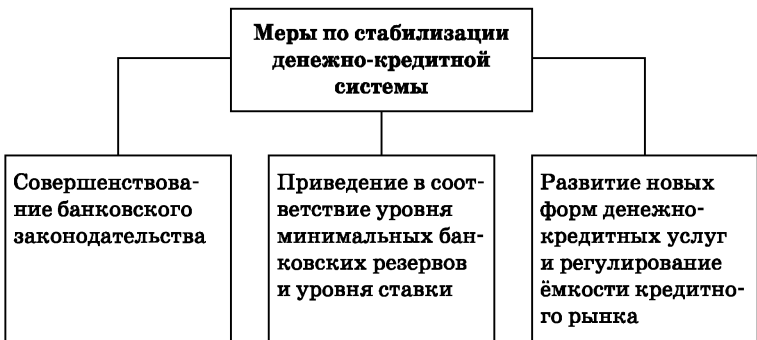 Меры по стабилизации
денежно-кредитной
системы
Совершенствова-
ние банковского
законодательства
Приведение в соот-
ветствие уровня
минимальных бан-
ковских резервов
и уровня ставки
Развитие новых
форм денежно-
кредитных услуг
и регулирование
ёмкости кредитно-
го рынка